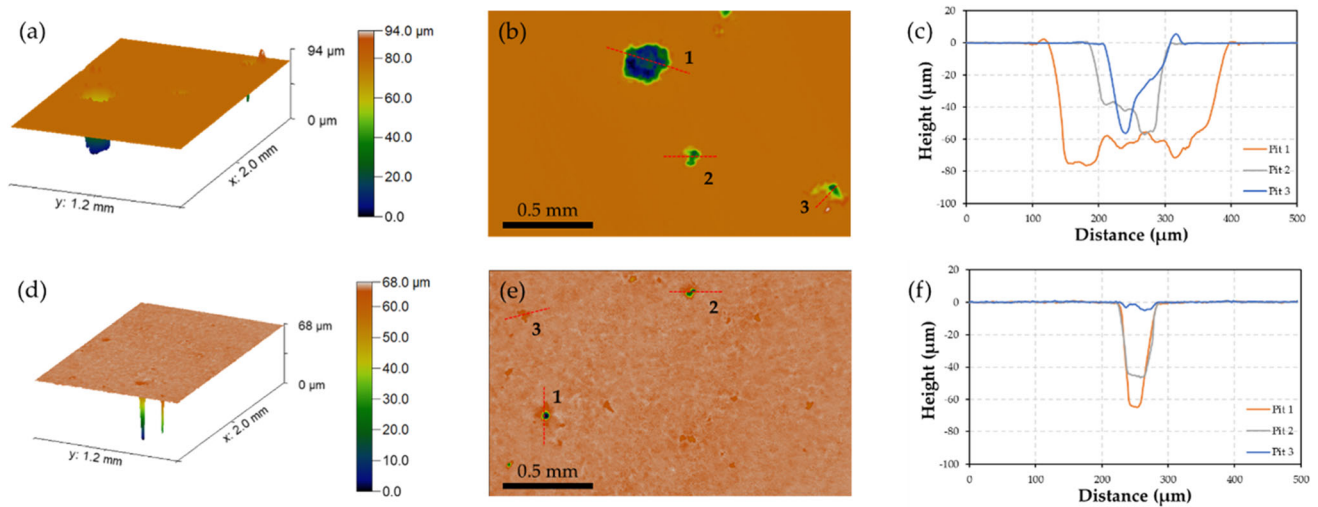 (a)
94 μm
0 μm
x: 2.0 mm
y: 1.2 mm
94.0 μm
80.0
60.0
40.0
20.0
0.0
(b)
1
2
3
0.5 mm
(c)
Height (μm)
20
0
-20
-40
-60
-80
-100
0 100 200 300 400 500
Distance (μm)
Pit 1
Pit 2
Pit 3
(d)
68 μm
0 μm
x: 2.0 mm
y: 1.2 mm
68.0 μm
60.0
50.0
40.0
30.0
20.0
10.0
0.0
(e)
2
3
1
0.5 mm
(f)
Height (μm)
20
0
-20
-40
-60
-80
-100
0 100 200 300 400 500
Distance (μm)
Pit 1
Pit 2
Pit 3